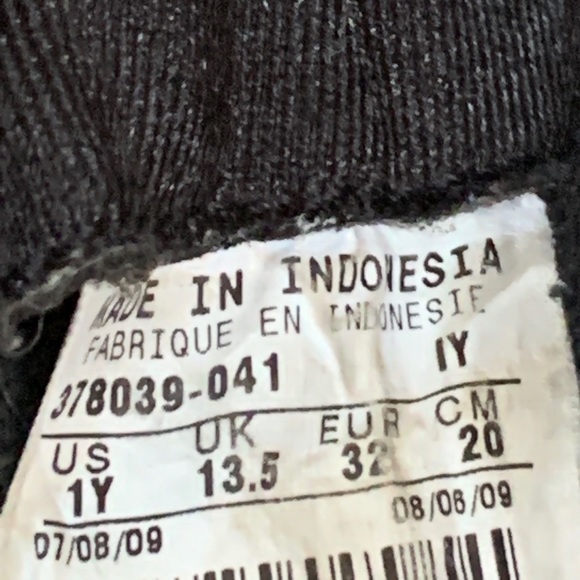 MADE IN INDONESIA
FABRIQUE EN INDONESIE
378039-041 1Y
US UK EUR CM
1Y 13.5 32 20
07/08/09 08/08/09